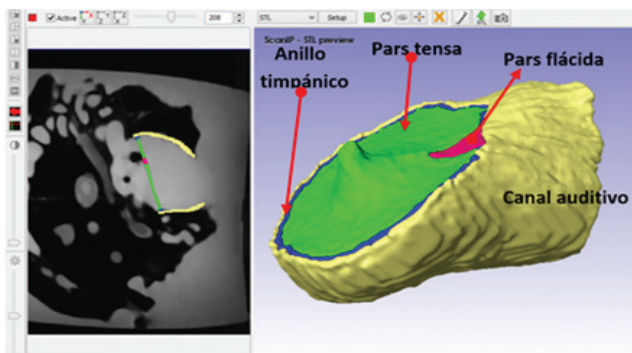 Active
X
Y
Z
208
STL
Setup
ScanIP - STL preview
Anillo
timpánico
Pars tensa
Pars flácida
Canal auditivo